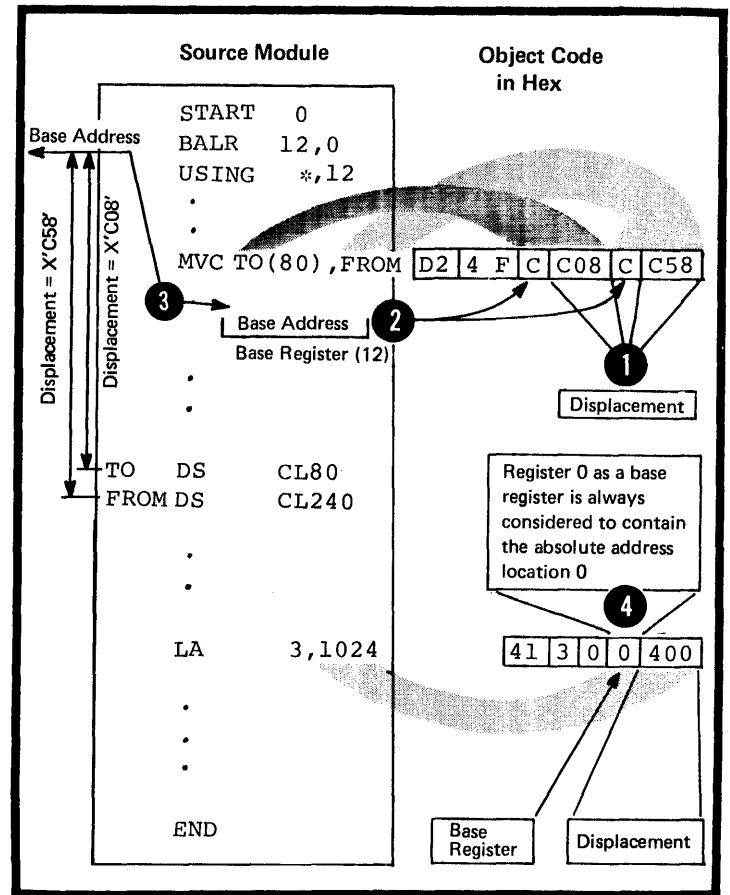 Source Module
Object Code
in Hex
START 0
Base Address
BALR 12,0
USING *,12
Displacement = X'C58'
Displacement = X'C08'
MVC TO(80),FROM D2 4 F C C08 C C58
3
2
Base Address
Base Register (12)
1
Displacement
TO DS CL80
FROM DS CL240
Register 0 as a base
register is always
considered to contain
the absolute address
location 0
4
LA 3,1024 41 3 0 0 400
END
Base
Register
Displacement